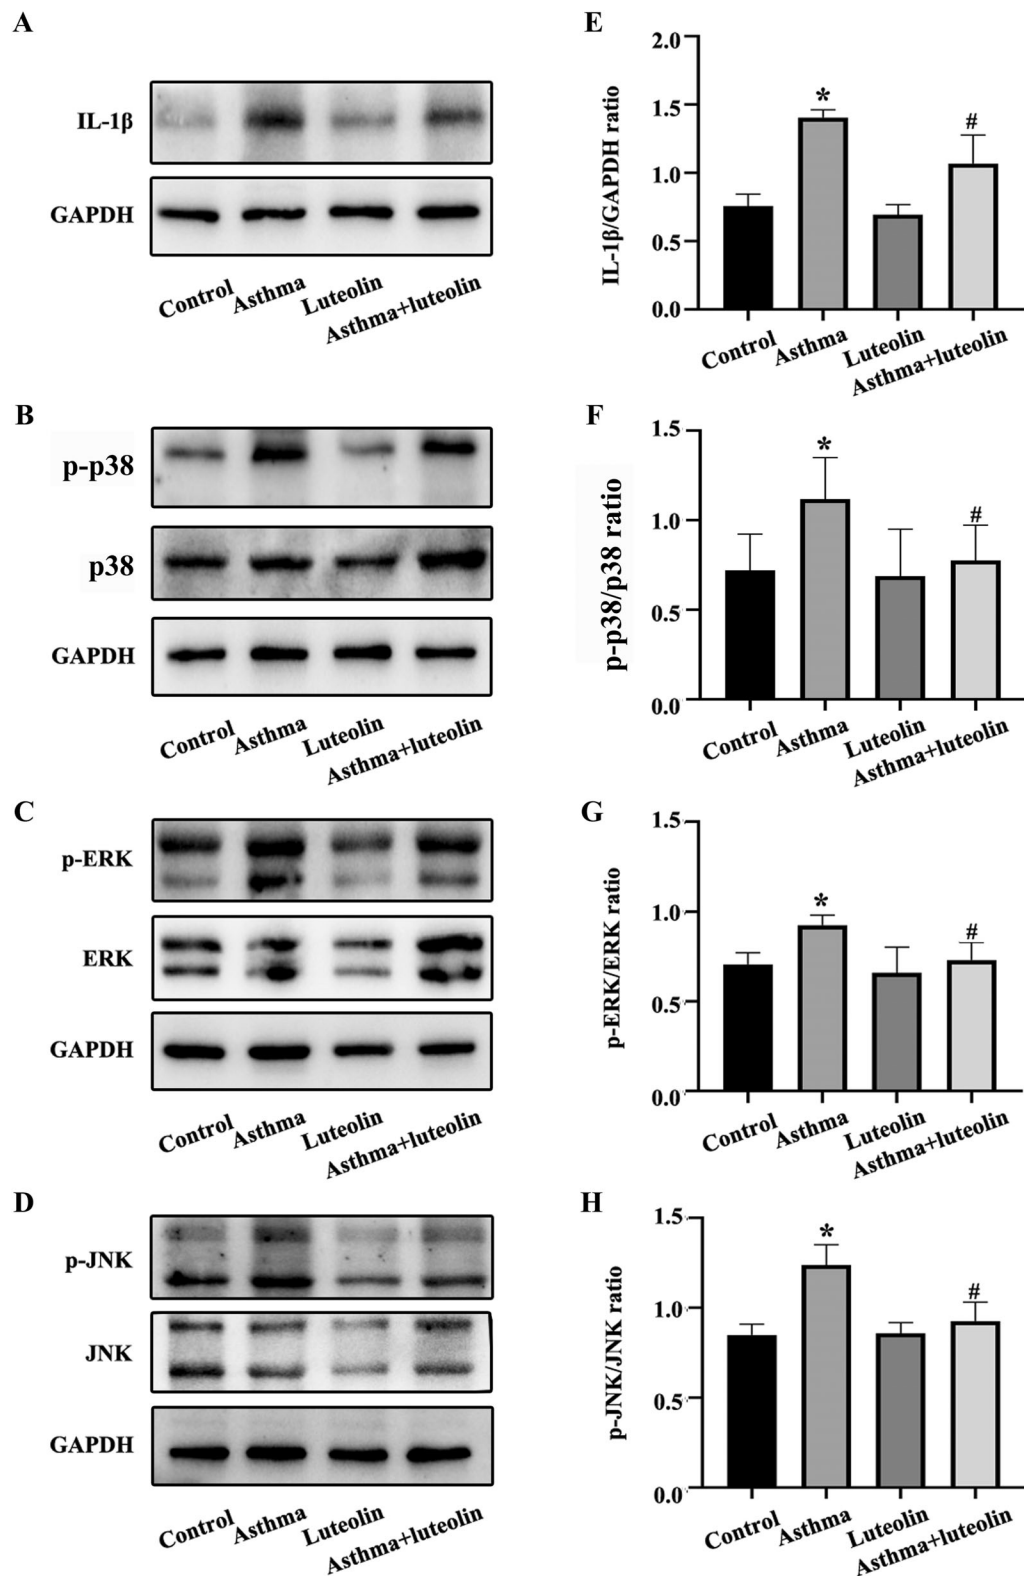 A
IL-1β
GAPDH
Control
Asthma
Luteolin
Asthma+luteolin
E
IL-1β/GAPDH ratio
2.0
1.5
1.0
0.5
0.0
*
#
Control
Asthma
Luteolin
Asthma+luteolin
B
p-p38
p38
GAPDH
Control
Asthma
Luteolin
Asthma+luteolin
F
p-p38/p38 ratio
1.5
1.0
0.5
0.0
*
#
Control
Asthma
Luteolin
Asthma+luteolin
C
p-ERK
ERK
GAPDH
Control
Asthma
Luteolin
Asthma+luteolin
G
p-ERK/ERK ratio
1.5
1.0
0.5
0.0
*
#
Control
Asthma
Luteolin
Asthma+luteolin
D
p-JNK
JNK
GAPDH
Control
Asthma
Luteolin
Asthma+luteolin
H
p-JNK/JNK ratio
1.5
1.0
0.5
0.0
*
#
Control
Asthma
Luteolin
Asthma+luteolin